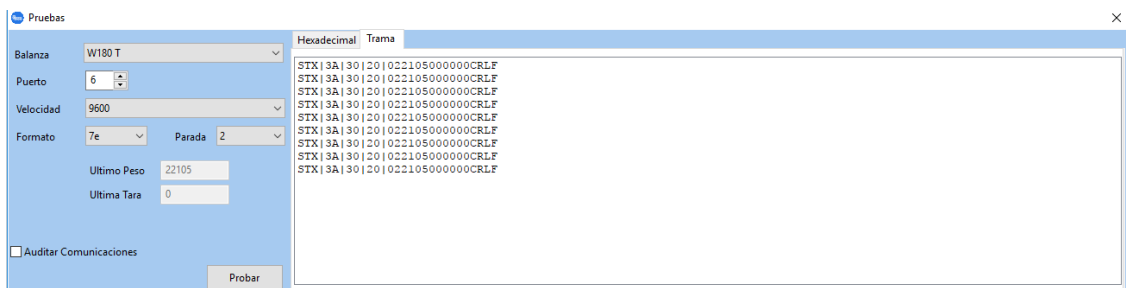 Pruebas
Balanza W180 T
Puerto 6
Velocidad 9600
Formato 7e Parada 2
Ultimo Peso 22105
Ultima Tara 0
Auditar Comunicaciones
Probar
Hexadecimal Trama
STX|3A|30|20|022105000000CRLF
STX|3A|30|20|022105000000CRLF
STX|3A|30|20|022105000000CRLF
STX|3A|30|20|022105000000CRLF
STX|3A|30|20|022105000000CRLF
STX|3A|30|20|022105000000CRLF
STX|3A|30|20|022105000000CRLF
STX|3A|30|20|022105000000CRLF
STX|3A|30|20|022105000000CRLF